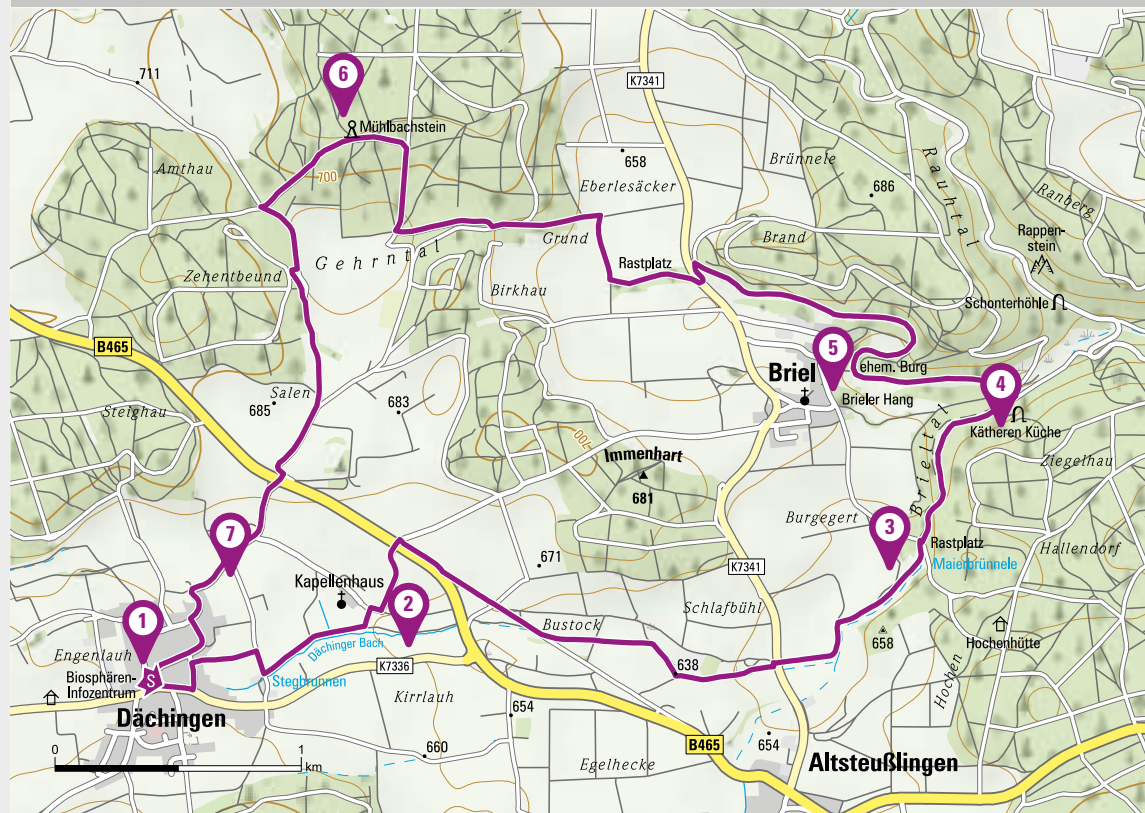 711
6
Mühlbachstein
K7341
658
Brünnele
Rauhtal
Ranberg
Amthau
700
Eberlesäcker
686
Rappen-
stein
Gehrntal
Grund
Brand
Zehentbeund
Rastplatz
Birkhau
Schonterhöhle
B465
5
ehem. Burg
Briel
4
Salen
685
683
Brieler Hang
Kätheren Küche
Steighau
700
Immenhart
681
Brieltal
Ziegelhau
Burgegert
3
7
671
K7341
Rastplatz
Maierbrünnele
Hallendorf
Kapellenhaus
2
Schlafbühl
1
Bustock
Dächinger Bach
658
Hochenhütte
Engenlauh
K7336
638
Biosphären-
Infozentrum
S
Stegbrunnen
Kirrlauh
Hochen
Dächingen
654
654
B465
0
1
km
660
Egelhecke
Altsteußlingen